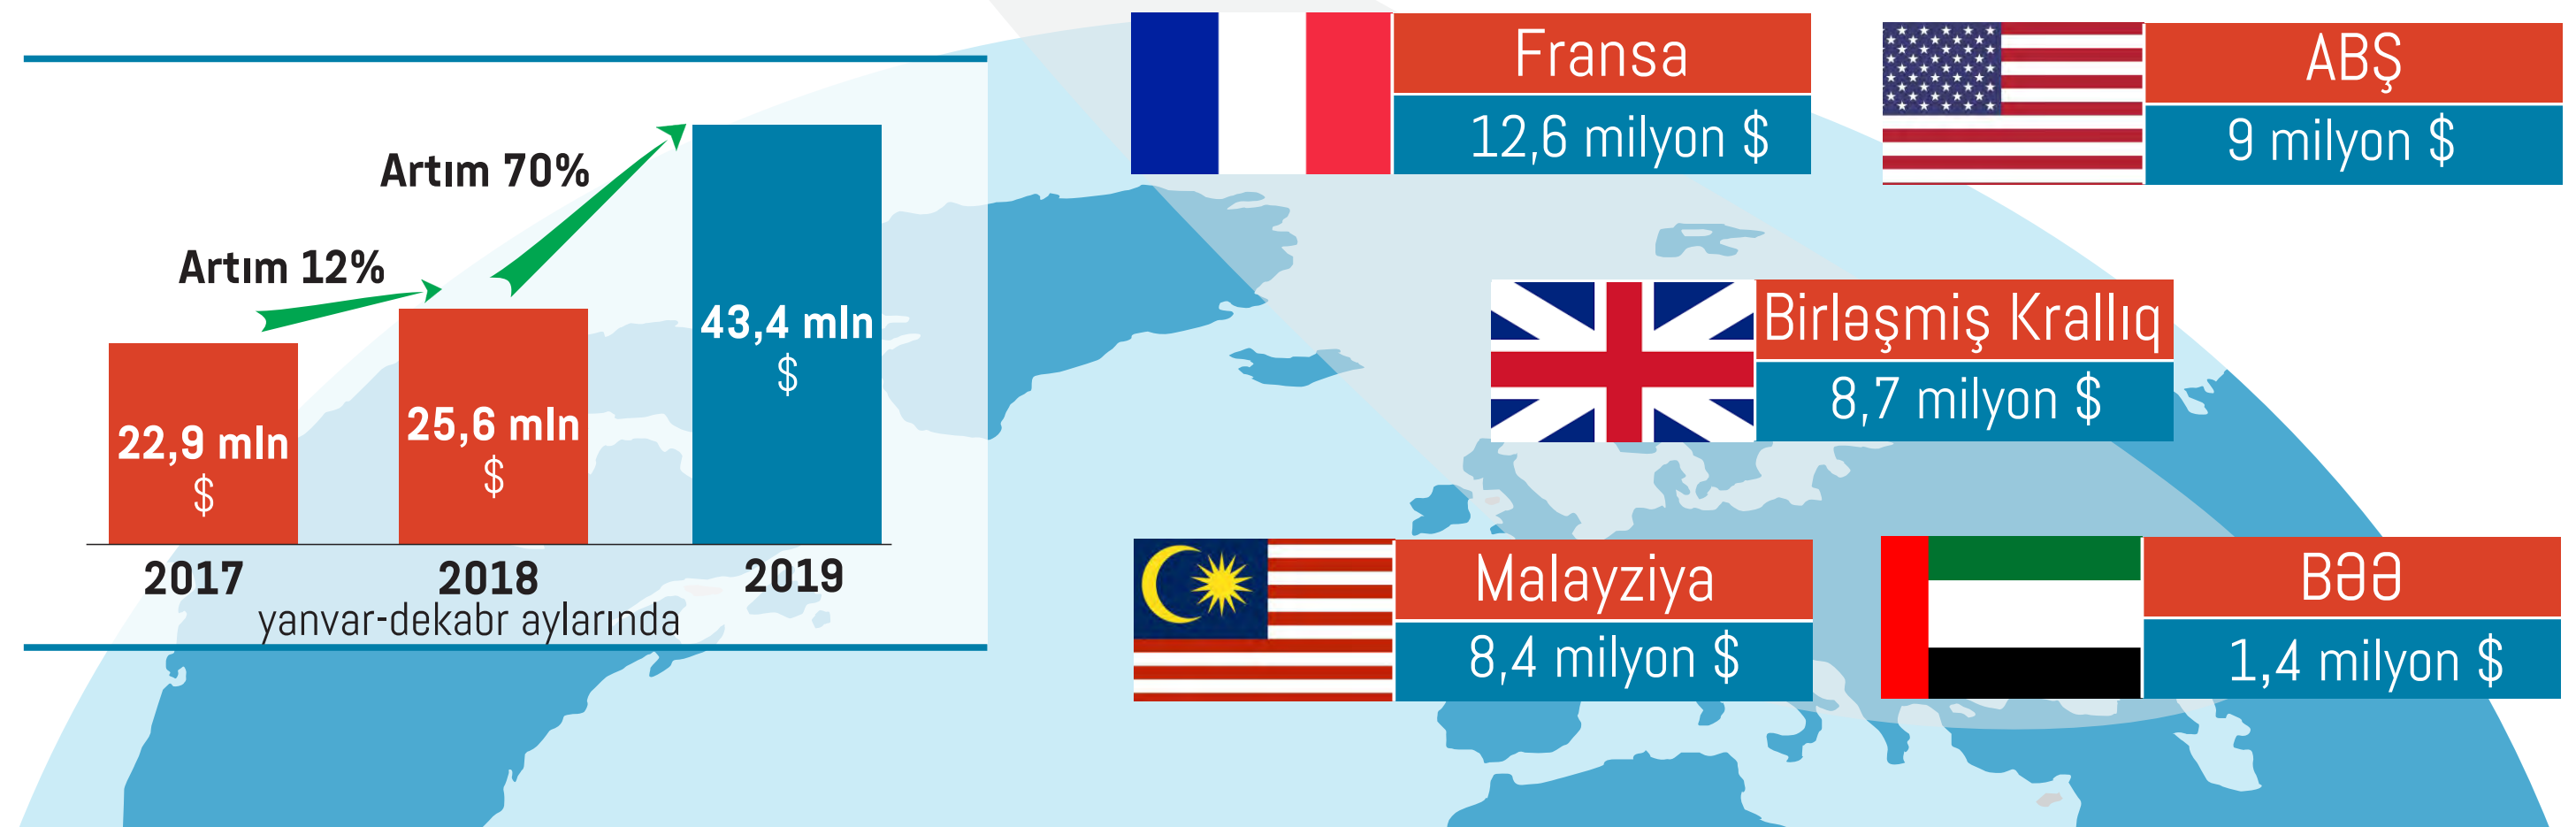 Artım 70%
Artım 12%
22,9 mln
$
25,6 mln
$
43,4 mln
$
2017
2018
2019
yanvar-dekabr aylarında
Fransa
12,6 milyon $
ABŞ
9 milyon $
Birləşmiş Krallıq
8,7 milyon $
Malayziya
8,4 milyon $
BƏƏ
1,4 milyon $